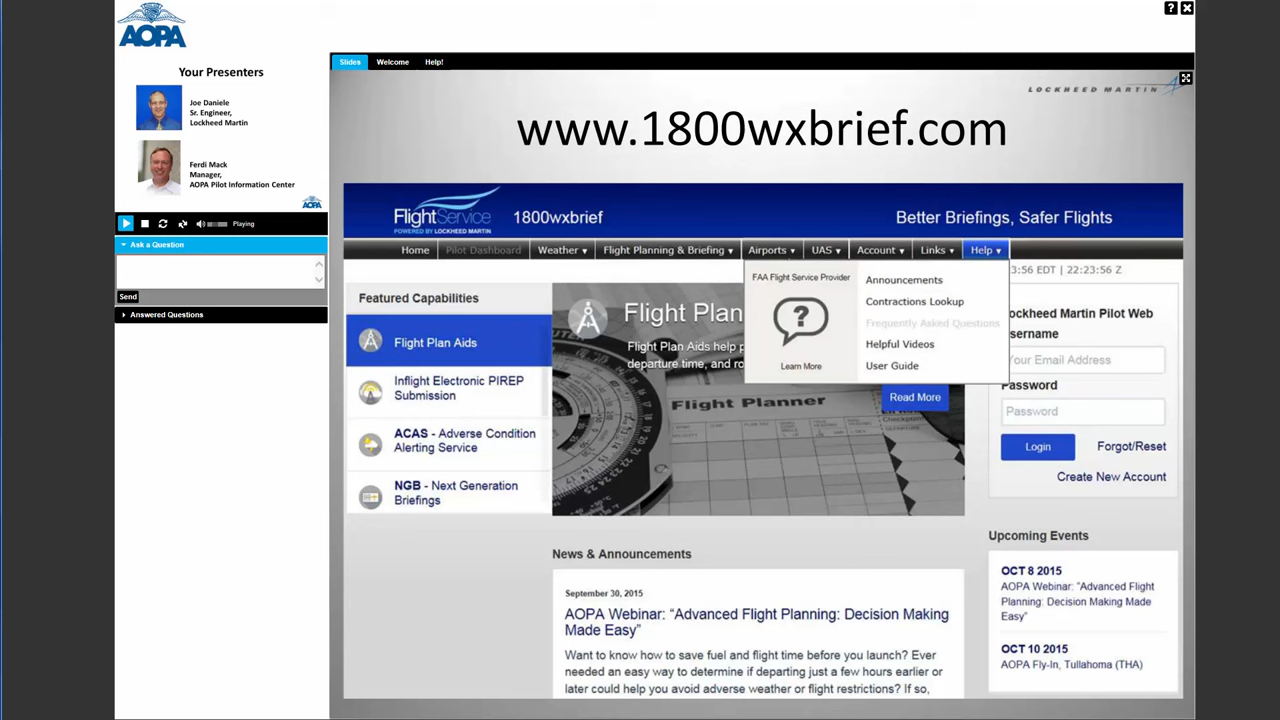 AOPA
Your Presenters
Joe Daniele
Sr. Engineer,
Lockheed Martin
Ferdi Mack
Manager,
AOPA Pilot Information Center
AOPA
Playing
Ask a Question
Send
Answered Questions
Slides Welcome Help!
LOCKHEED MARTIN
www.1800wxbrief.com
FlightService
POWERED BY LOCKHEED MARTIN
1800wxbrief
Better Briefings, Safer Flights
Home Pilot Dashboard Weather Flight Planning & Briefing Airports UAS Account Links Help
3:56 EDT | 22:23:56 Z
FAA Flight Service Provider
?
Learn More
Announcements
Contractions Lookup
Frequently Asked Questions
Helpful Videos
User Guide
Featured Capabilities
Flight Plan Aids
Inflight Electronic PIREP
Submission
ACAS - Adverse Condition
Alerting Service
NGB - Next Generation
Briefings
Flight Plan
Flight Plan Aids help p
departure time, and ro
Read More
Flight Planner
ockheed Martin Pilot Web
sername
Your Email Address
Password
Password
Login
Forgot/Reset
Create New Account
News & Announcements
September 30, 2015
AOPA Webinar: “Advanced Flight Planning: Decision Making
Made Easy”
Want to know how to save fuel and flight time before you launch? Ever
needed an easy way to determine if departing just a few hours earlier or
later could help you avoid adverse weather or flight restrictions? If so,
Upcoming Events
OCT 8 2015
AOPA Webinar: “Advanced Flight
Planning: Decision Making Made
Easy”
OCT 10 2015
AOPA Fly-In, Tullahoma (THA)